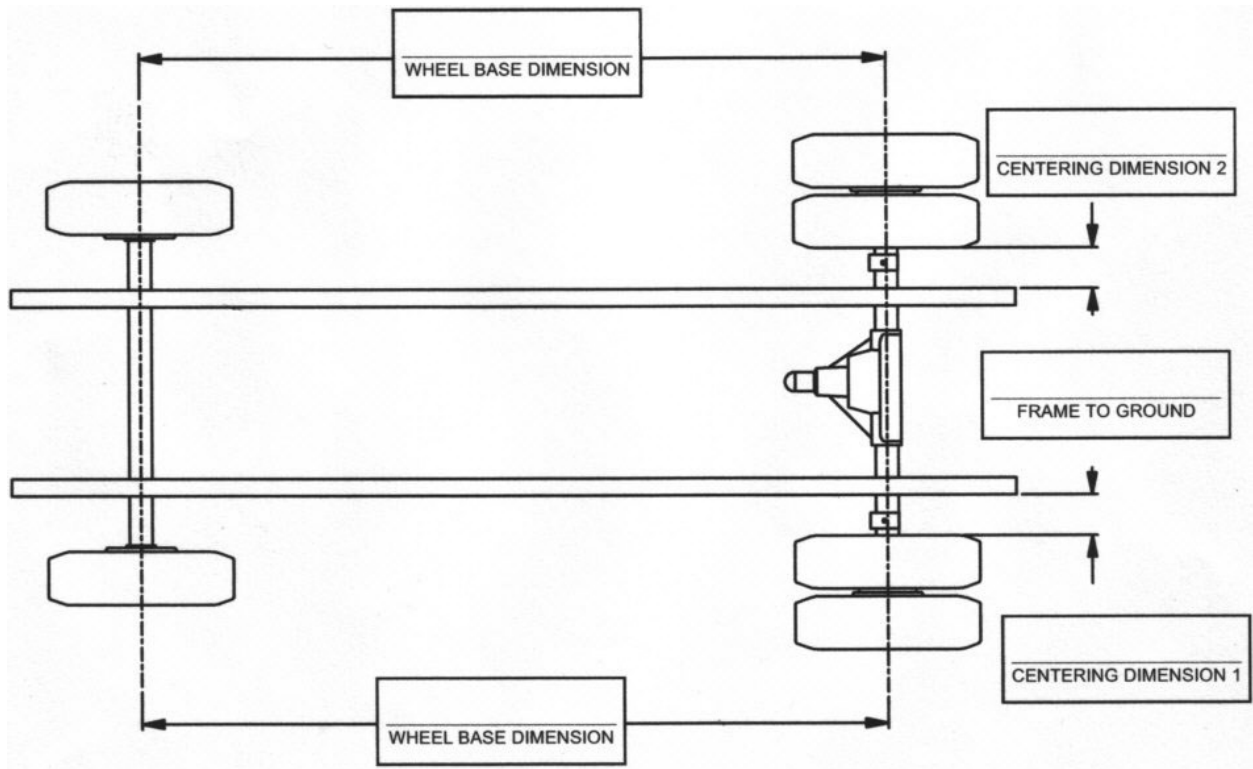 WHEEL BASE DIMENSION
CENTERING DIMENSION 2
FRAME TO GROUND
CENTERING DIMENSION 1
WHEEL BASE DIMENSION